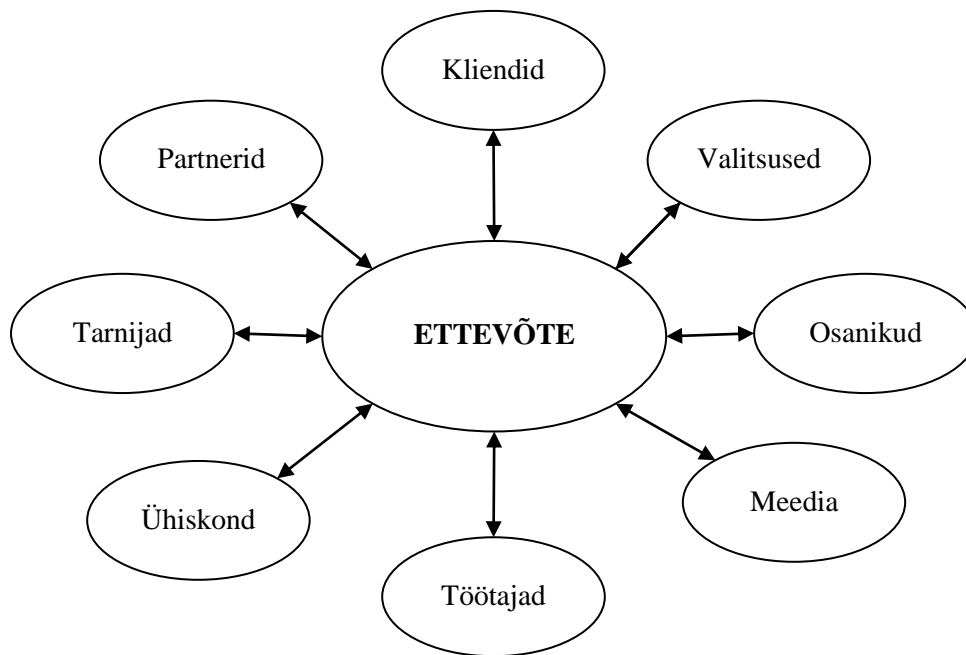 Kliendid
Partnerid
Valitsused
Tarnijad
ETTEVÕTE
Osanikud
Ühiskond
Meedia
Töötajad